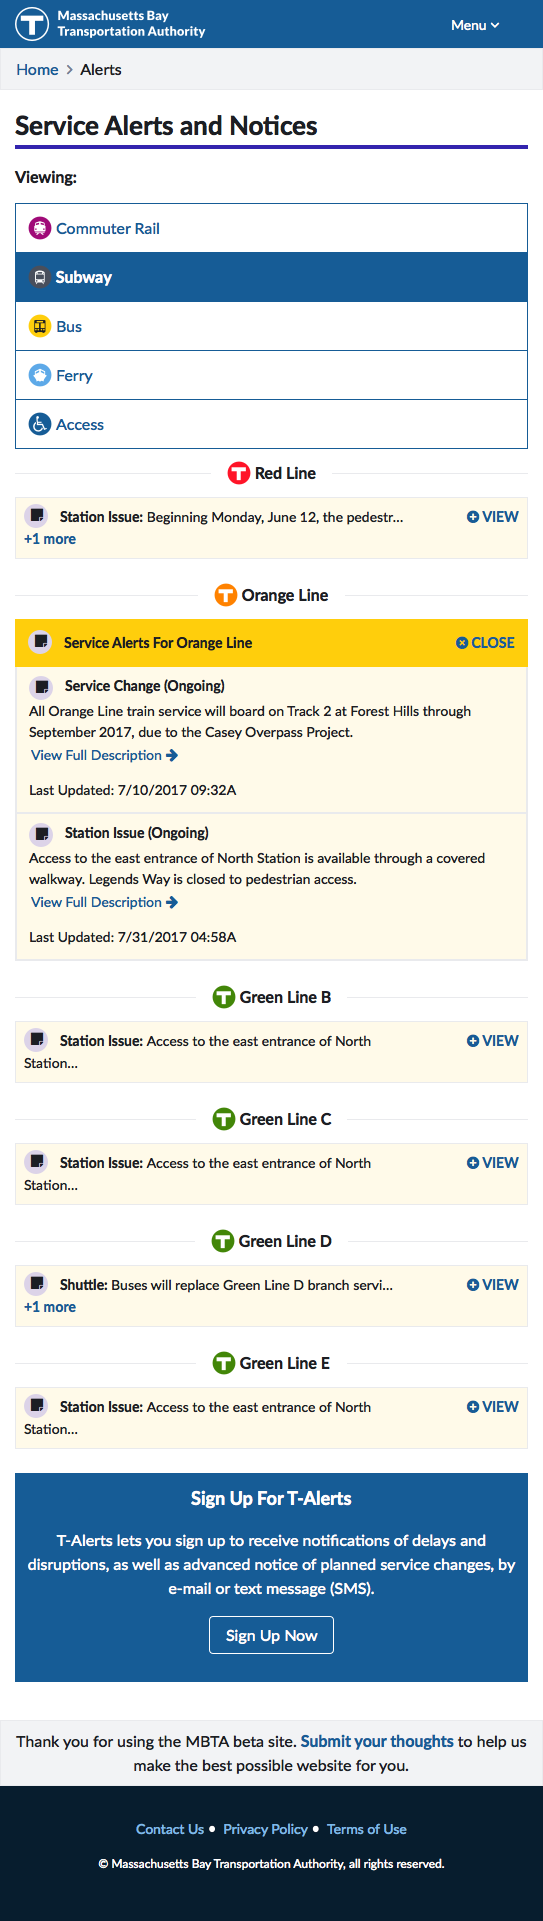 Massachusetts Bay
Transportation Authority
Menu
Home > Alerts
Service Alerts and Notices
Viewing:
Commuter Rail
Subway
Bus
Ferry
Access
T Red Line
Station Issue: Beginning Monday, June 12, the pedestr... VIEW
+1 more
T Orange Line
Service Alerts For Orange Line CLOSE
Service Change (Ongoing)
All Orange Line train service will board on Track 2 at Forest Hills through
September 2017, due to the Casey Overpass Project.
View Full Description
Last Updated: 7/10/2017 09:32A
Station Issue (Ongoing)
Access to the east entrance of North Station is available through a covered
walkway. Legends Way is closed to pedestrian access.
View Full Description
Last Updated: 7/31/2017 04:58A
T Green Line B
Station Issue: Access to the east entrance of North VIEW
Station...
T Green Line C
Station Issue: Access to the east entrance of North VIEW
Station...
T Green Line D
Shuttle: Buses will replace Green Line D branch servi... VIEW
+1 more
T Green Line E
Station Issue: Access to the east entrance of North VIEW
Station...
Sign Up For T-Alerts
T-Alerts lets you sign up to receive notifications of delays and
disruptions, as well as advanced notice of planned service changes, by
e-mail or text message (SMS).
Sign Up Now
Thank you for using the MBTA beta site. Submit your thoughts to help us
make the best possible website for you.
Contact Us • Privacy Policy • Terms of Use
© Massachusetts Bay Transportation Authority, all rights reserved.